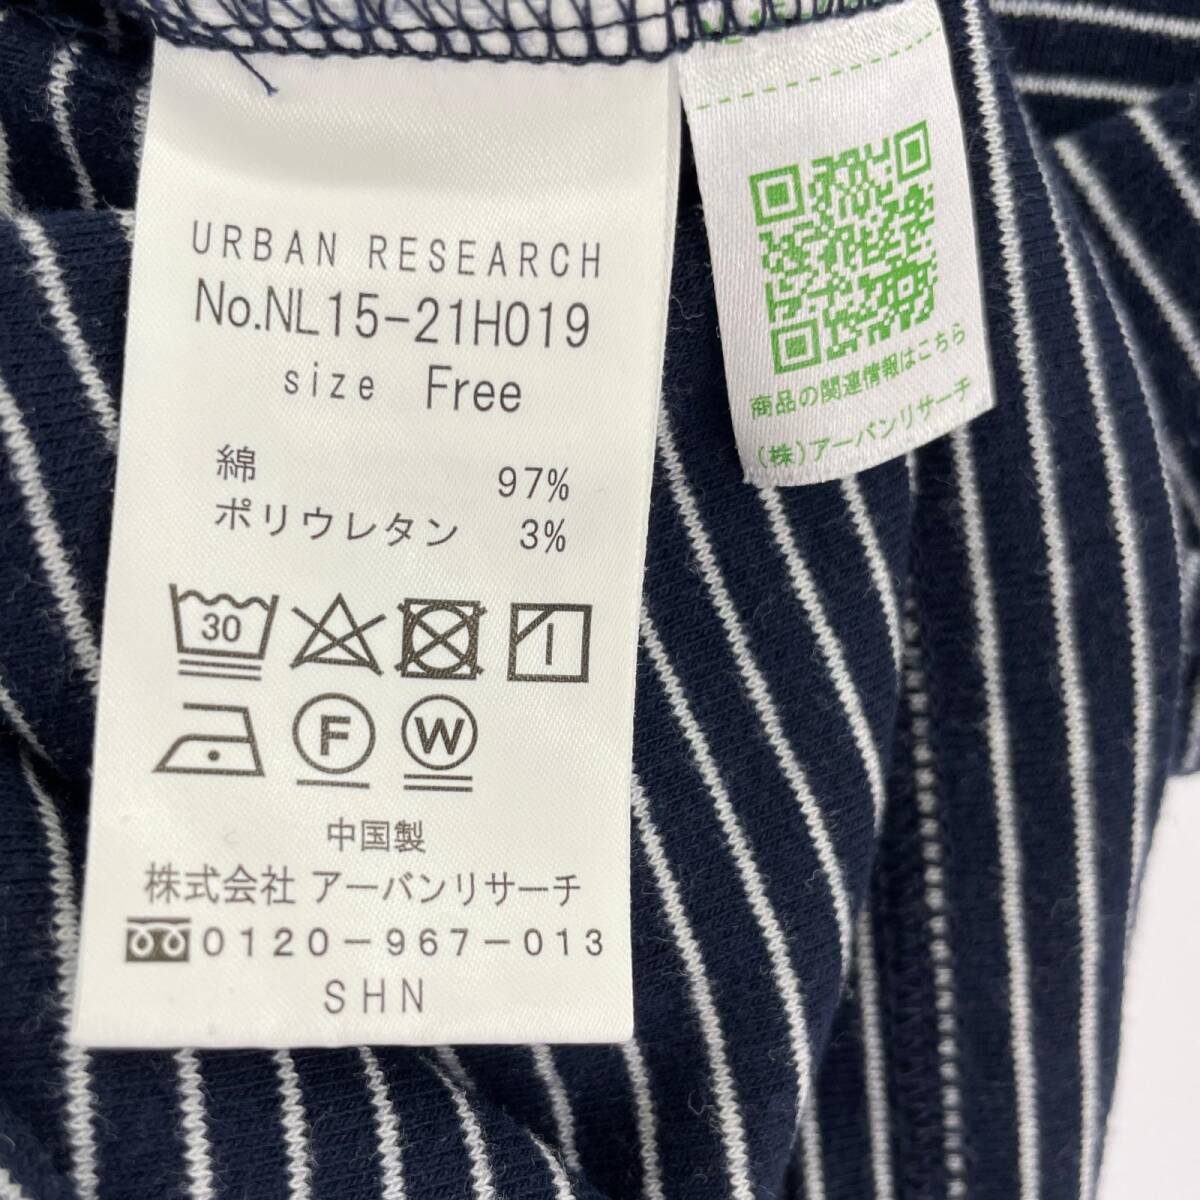 URBAN RESEARCH
No.NL15-21H019
size Free
綿 97%
ポリウレタン 3%
30
F W
中国製
株式会社 アーバンリサーチ
0120-967-013
SHN
商品の関連情報はこちら
(株)アーバンリサーチ